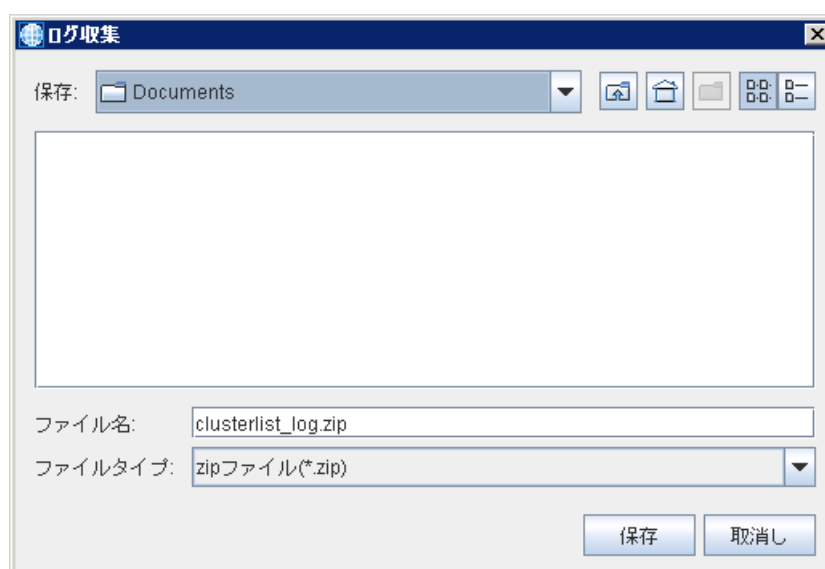 ログ収集
保存: Documents
ファイル名: clusterlist_log.zip
ファイルタイプ: zipファイル(*.zip)
保存 取消し